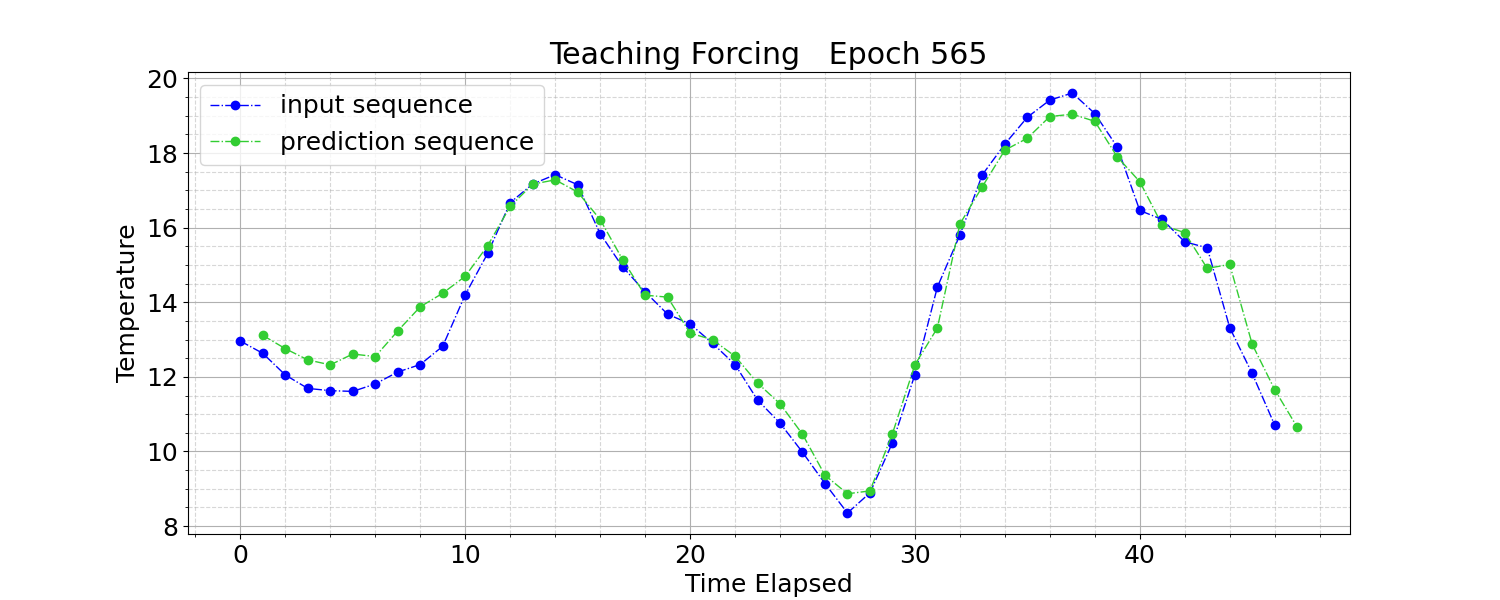 Teaching Forcing   Epoch 565
input sequence
prediction sequence
Temperature
20
18
16
14
12
10
8
0 10 20 30 40
Time Elapsed